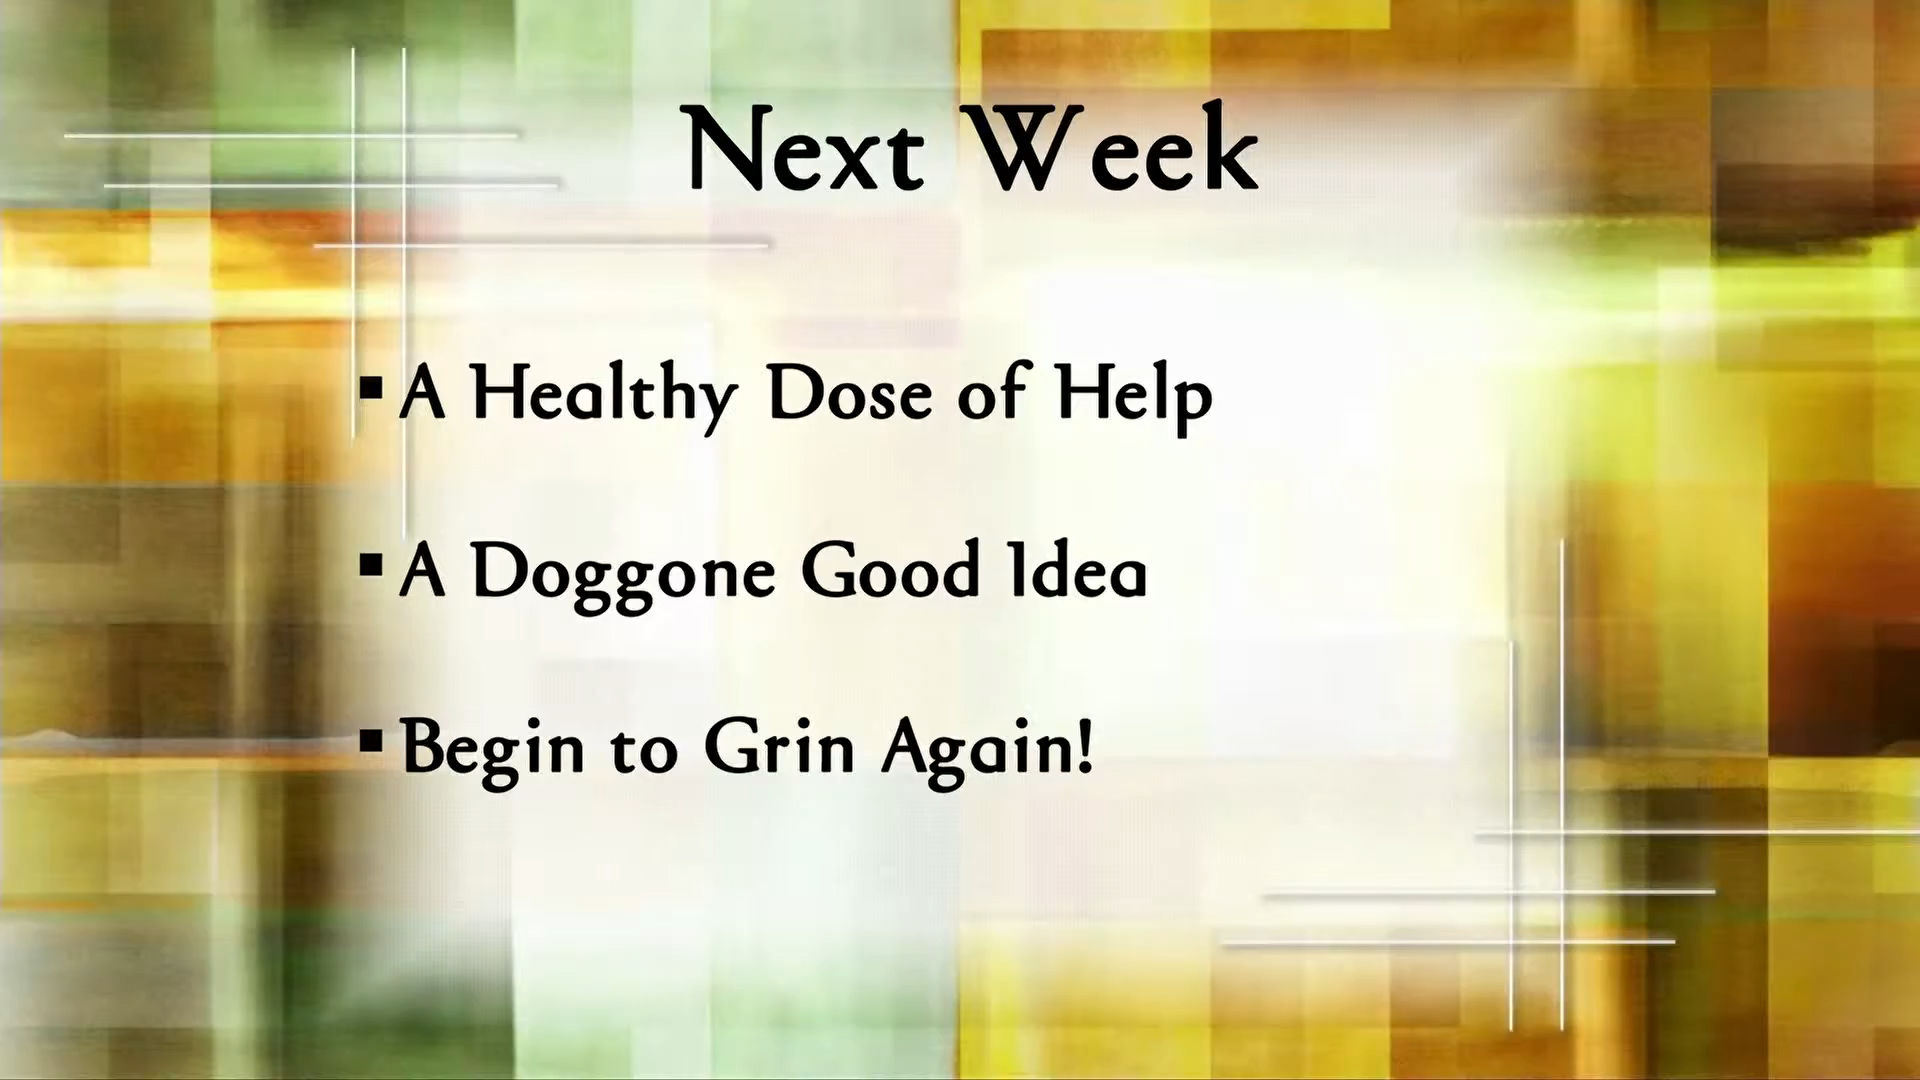 Next Week
▪ A Healthy Dose of Help
▪ A Doggone Good Idea
▪ Begin to Grin Again!